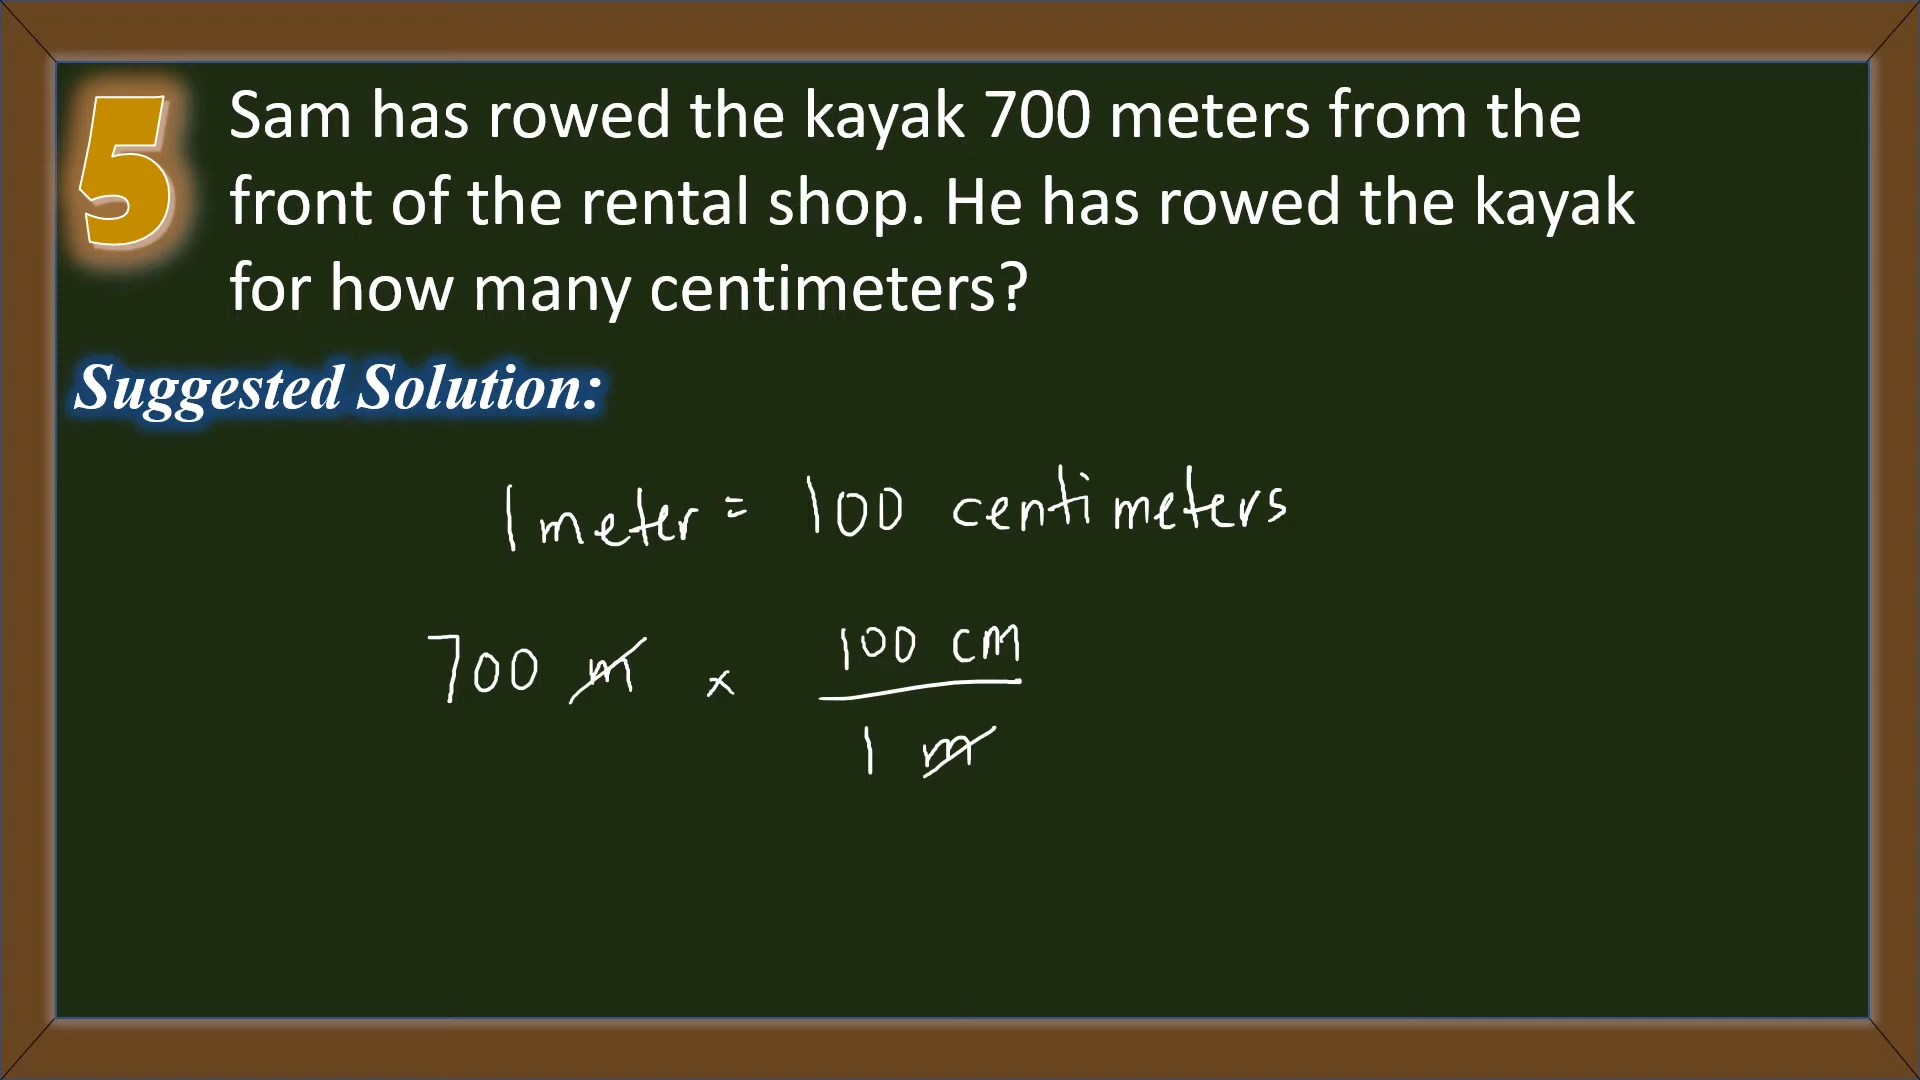 5
Sam has rowed the kayak 700 meters from the
front of the rental shop. He has rowed the kayak
for how many centimeters?
Suggested Solution:
1 meter = 100 centimeters
700 m × 100 cm
1 m